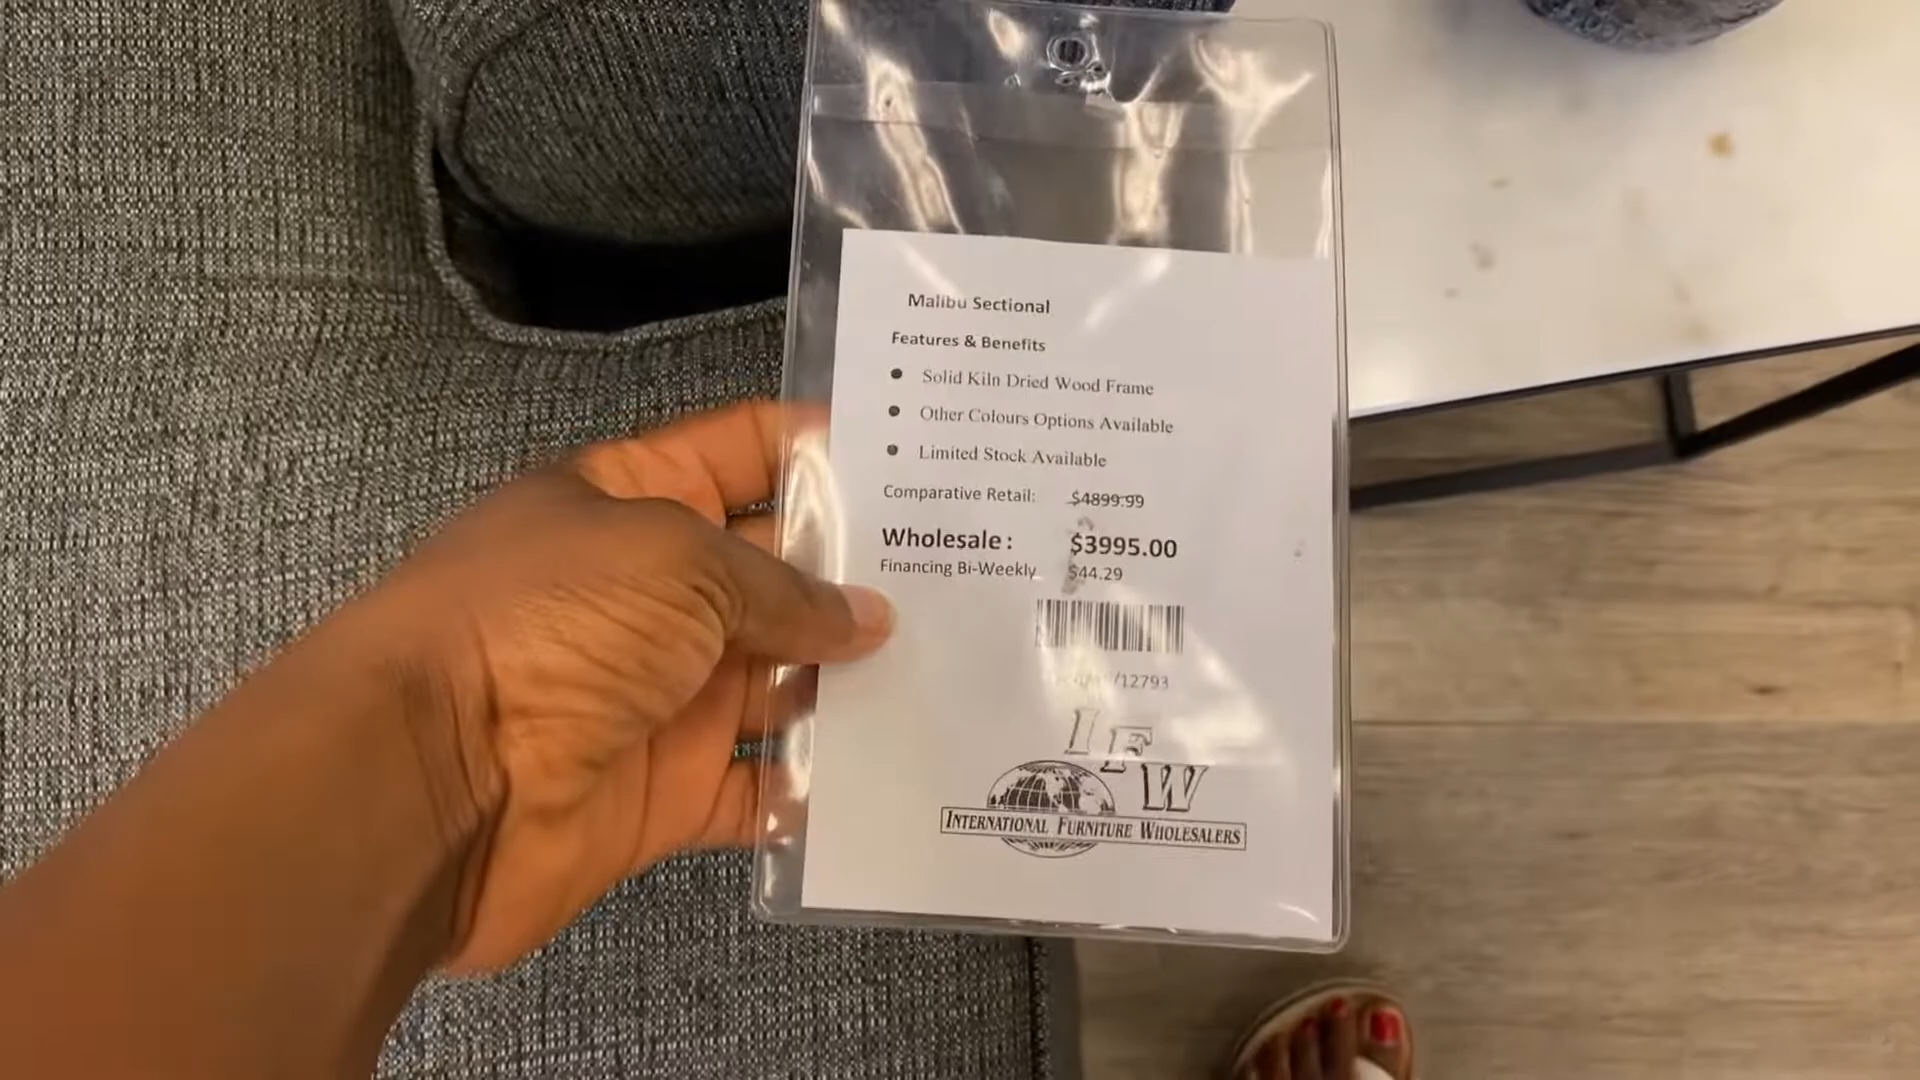 Malibu Sectional
Features & Benefits
● Solid Kiln Dried Wood Frame
● Other Colours Options Available
● Limited Stock Available
Comparative Retail: $4899.99
Wholesale: $3995.00
Financing Bi-Weekly $44.29
/12793
IFW
INTERNATIONAL FURNITURE WHOLESALERS